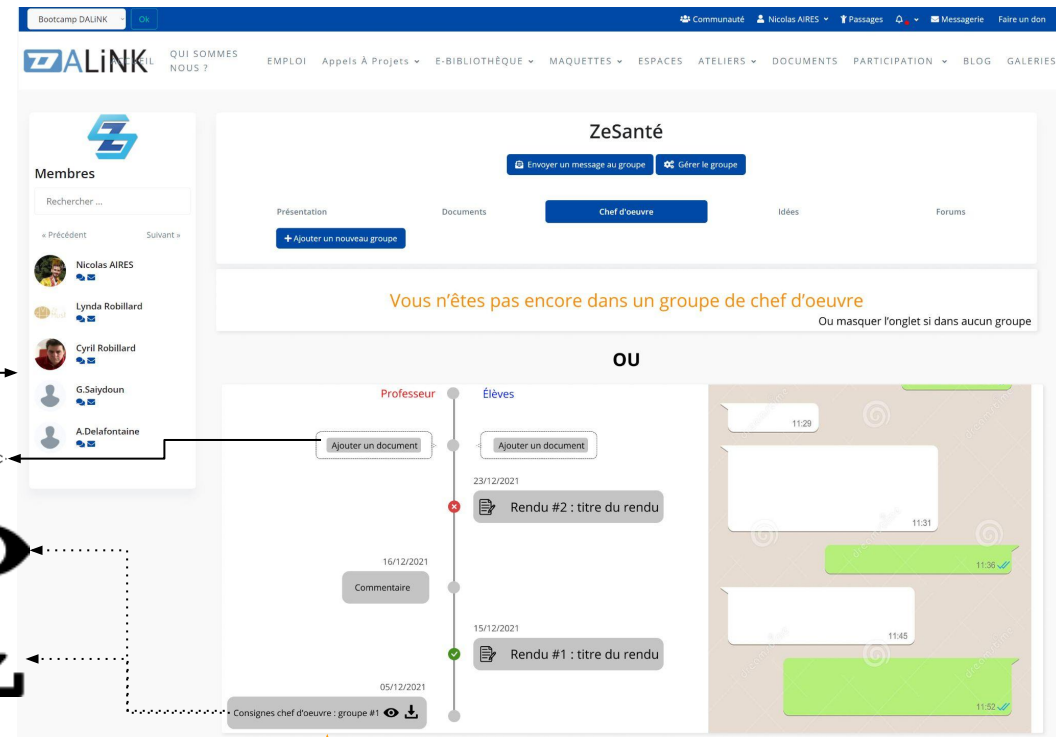 Bootcamp DALiNK Ok Communauté Nicolas AIRES Passages Messagerie Faire un don
DALiNK QUI SOMMES NOUS ? EMPLOI Appels À Projets E-BIBLIOTHÈQUE MAQUETTES ESPACES ATELIERS DOCUMENTS PARTICIPATION BLOG GALERIES
ZeSanté
Envoyer un message au groupe Gérer le groupe
Présentation Documents Chef d'oeuvre Idées Forums
+ Ajouter un nouveau groupe
Membres
Rechercher ...
« Précédent Suivant »
Nicolas AIRES
Lynda Robillard
Cyril Robillard
G.Saiydoun
A.Delafontaine
Vous n'êtes pas encore dans un groupe de chef d'oeuvre
Ou masquer l'onglet si dans aucun groupe
OU
Professeur Élèves
Ajouter un document Ajouter un document
23/12/2021
Rendu #2 : titre du rendu
16/12/2021
Commentaire
15/12/2021
Rendu #1 : titre du rendu
05/12/2021
Consignes chef d'oeuvre : groupe #1
11:29
11:31
11:36
11:45
11:52